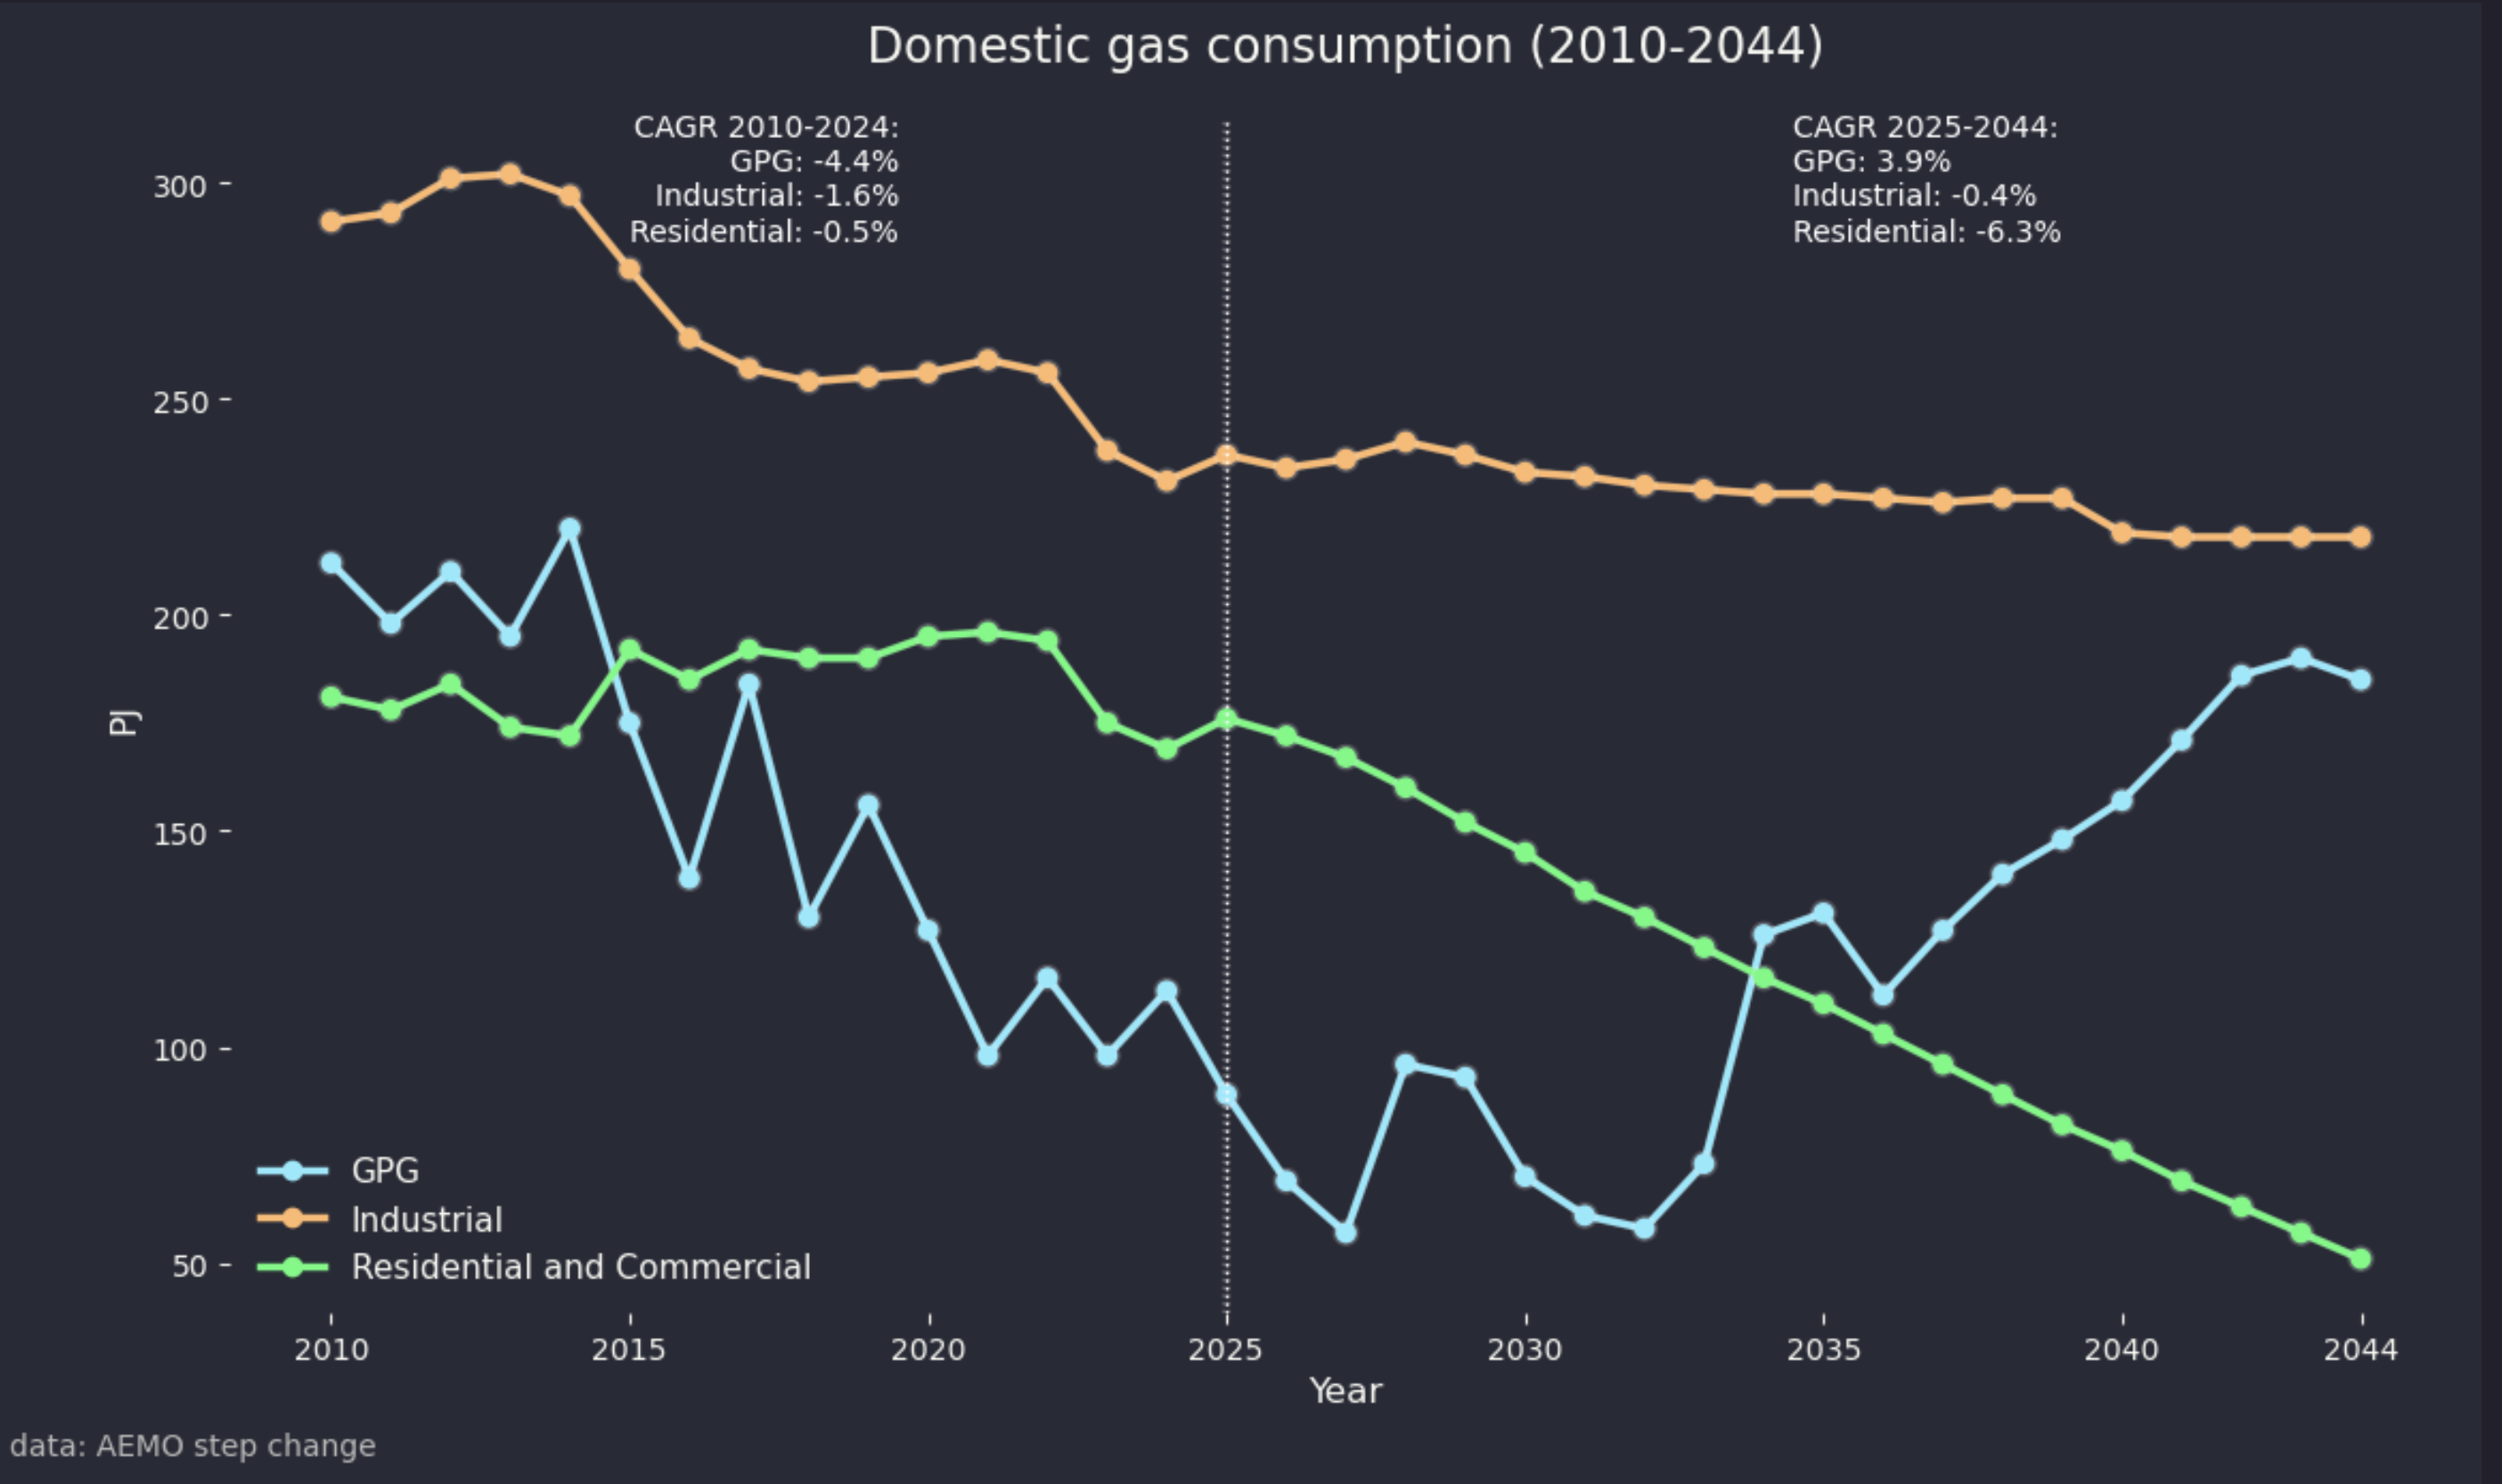 Domestic gas consumption (2010-2044)
CAGR 2010-2024:
GPG: -4.4%
Industrial: -1.6%
Residential: -0.5%
CAGR 2025-2044:
GPG: 3.9%
Industrial: -0.4%
Residential: -6.3%
300
250
200
150
100
50
PJ
GPG
Industrial
Residential and Commercial
2010 2015 2020 2025 2030 2035 2040 2044
Year
data: AEMO step change